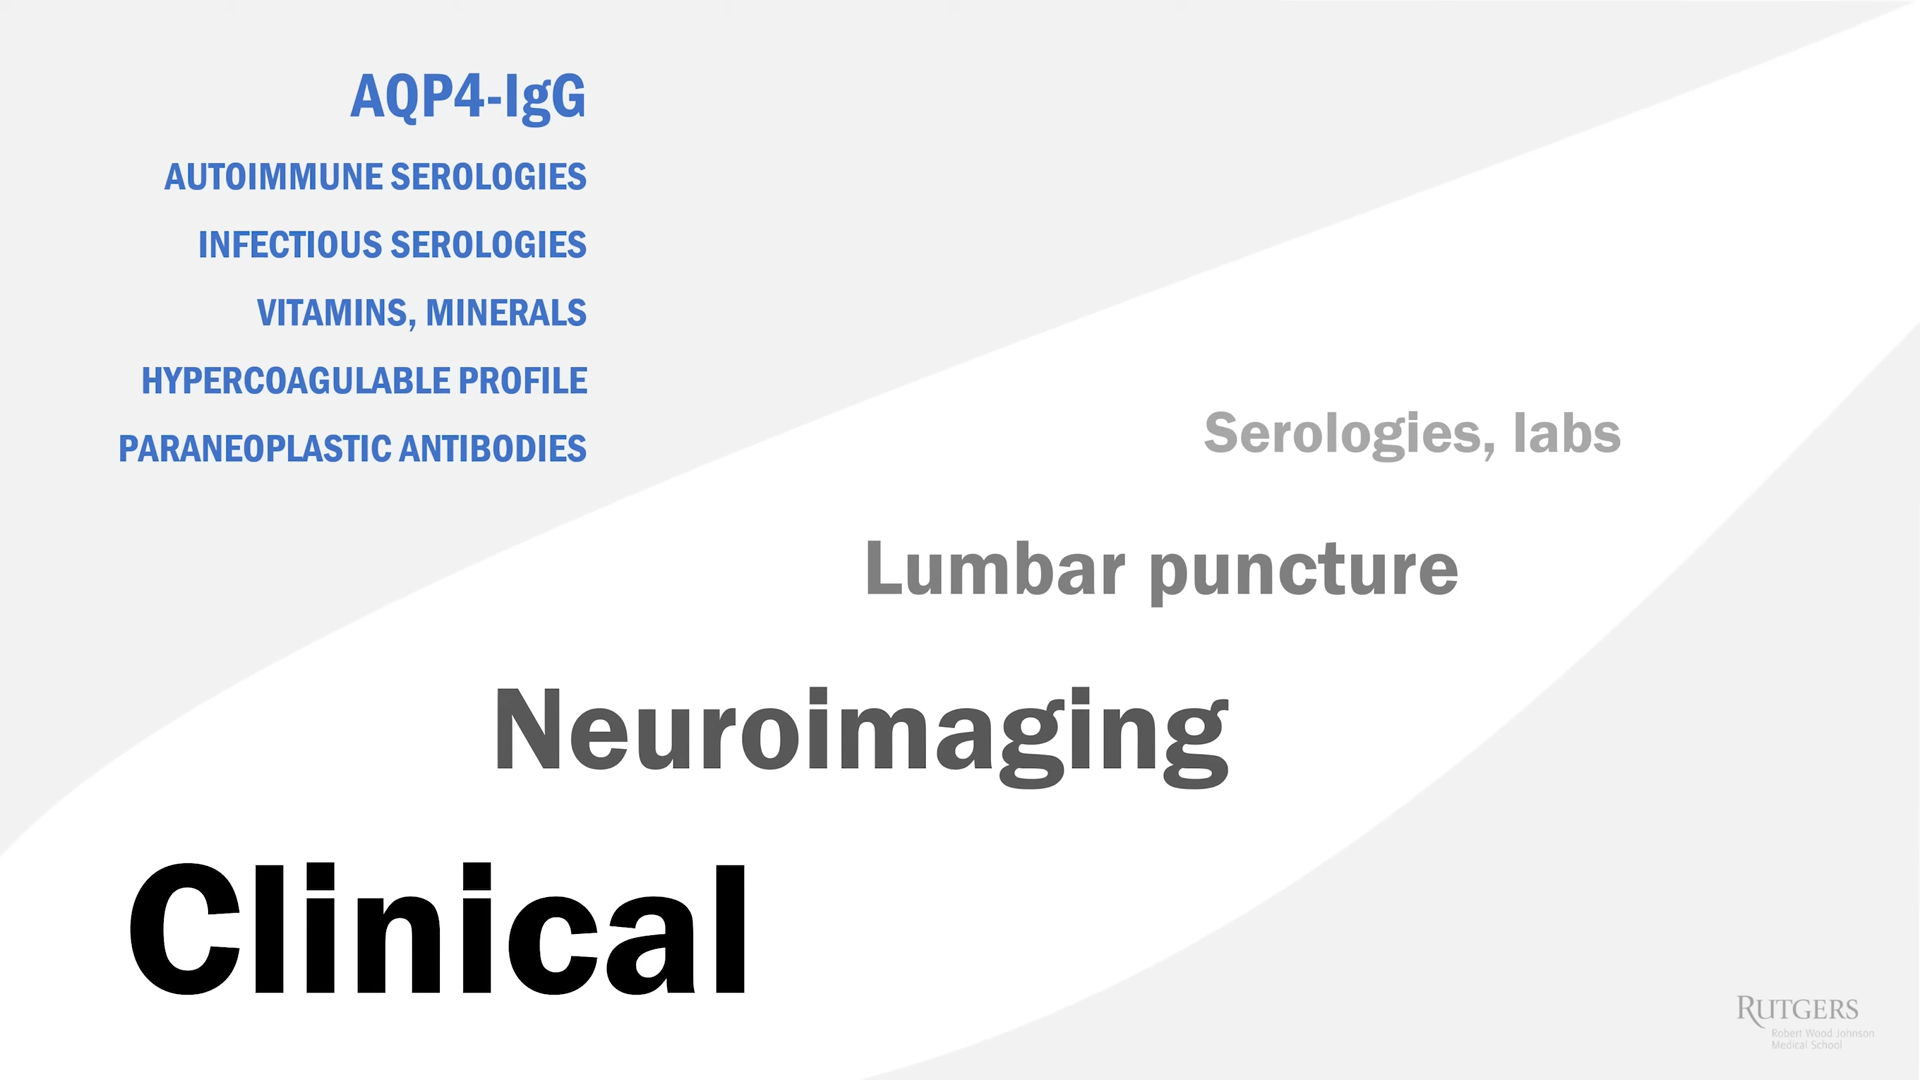 AQP4-IgG
AUTOIMMUNE SEROLOGIES
INFECTIOUS SEROLOGIES
VITAMINS, MINERALS
HYPERCOAGULABLE PROFILE
PARANEOPLASTIC ANTIBODIES
Serologies, labs
Lumbar puncture
Neuroimaging
Clinical
RUTGERS
Robert Wood Johnson
Medical School